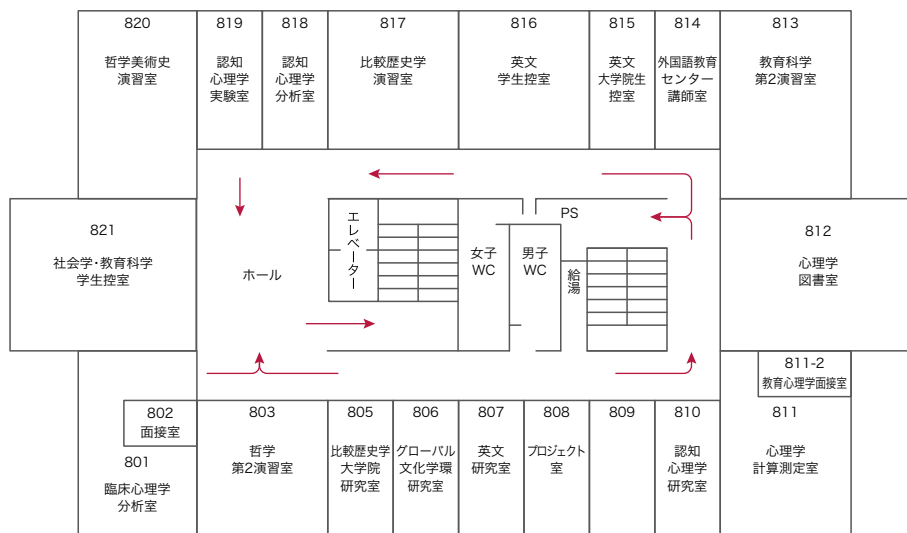 820
哲学美術史
演習室
819
認知
心理学
実験室
818
認知
心理学
分析室
817
比較歴史学
演習室
816
英文
学生控室
815
英文
大学院生
控室
814
外国語教育
センター
講師室
813
教育科学
第2演習室
821
社会学・教育科学
学生控室
ホール
エレベーター
女子
WC
男子
WC
PS
給湯
812
心理学
図書室
811-2
教育心理学面接室
802
面接室
801
臨床心理学
分析室
803
哲学
第2演習室
805
比較歴史学
大学院
研究室
806
グローバル
文化学環
研究室
807
英文
研究室
808
プロジェクト
室
809
810
認知
心理学
研究室
811
心理学
計算測定室